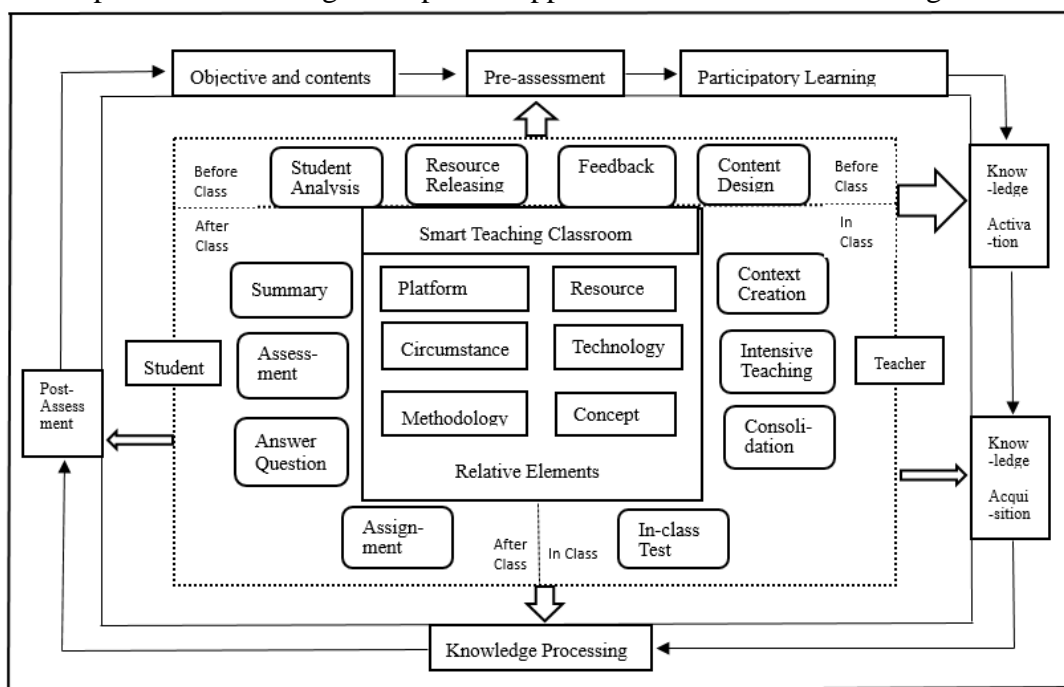 Objective and contents
Pre-assessment
Participatory Learning
Before
Class
Student
Analysis
Resource
Releasing
Feedback
Content
Design
Before
Class
Know
-ledge
Activa
-tion
After
Class
Smart Teaching Classroom
In
Class
Summary
Platform
Resource
Context
Creation
Student
Assess-
ment
Circumstance
Technology
Intensive
Teaching
Teacher
Post-
Assess
ment
Answer
Question
Methodology
Concept
Consoli-
dation
Know
-ledge
Acqui
-sition
Relative Elements
Assign-
ment
After
Class
In Class
In-class
Test
Knowledge Processing